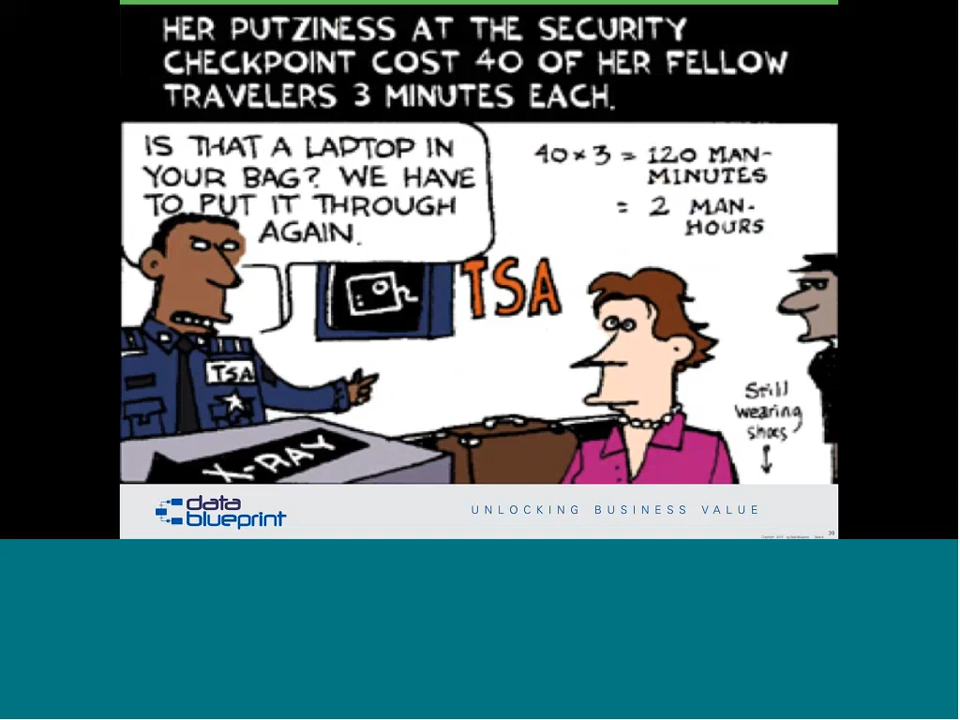 HER PUTZINESS AT THE SECURITY
CHECKPOINT COST 40 OF HER FELLOW
TRAVELERS 3 MINUTES EACH.
IS THAT A LAPTOP IN
YOUR BAG? WE HAVE
TO PUT IT THROUGH
AGAIN.
40 × 3 = 120 MAN-
MINUTES
= 2 MAN-
HOURS
TSA
TSA
Still
wearing
shoes
X-RAY
data
blueprint
UNLOCKING BUSINESS VALUE
39